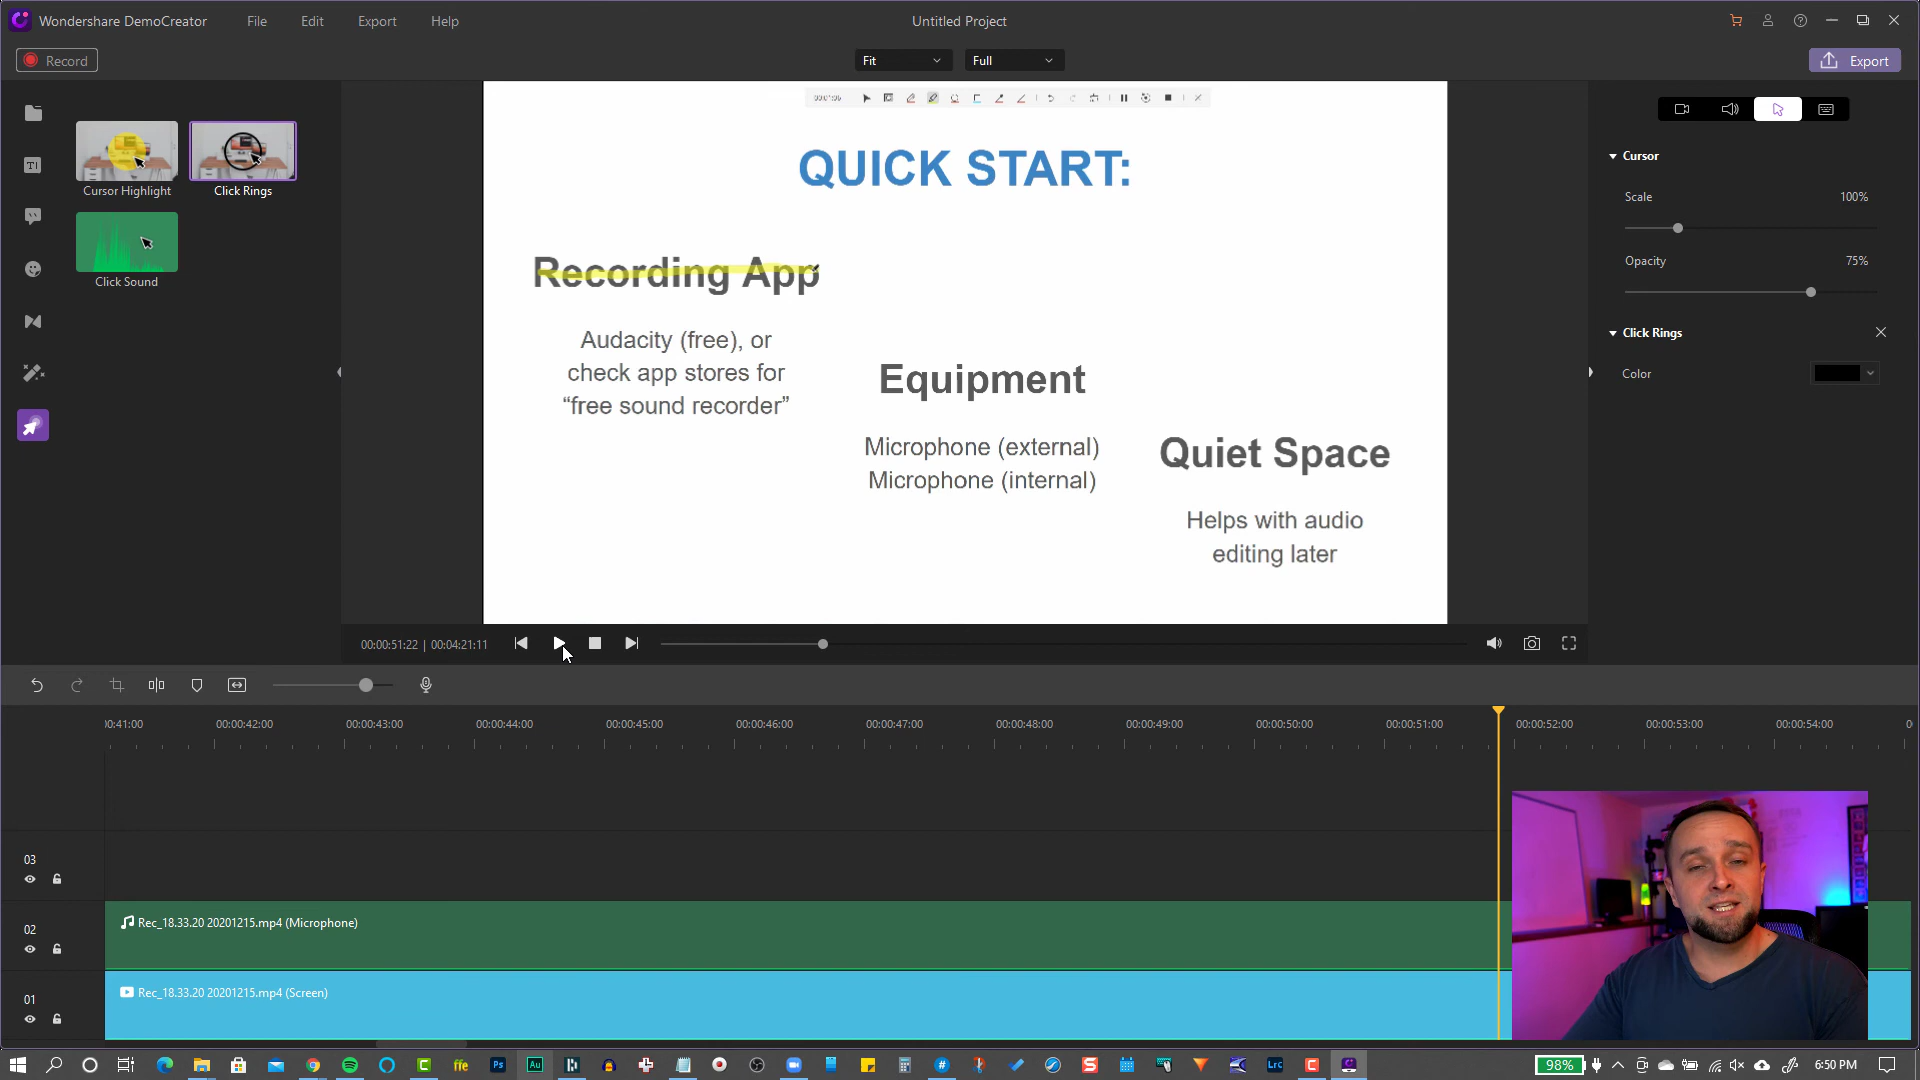 Wondershare DemoCreator
File
Edit
Export
Help
Untitled Project
Record
Fit
Full
Export
Cursor Highlight
Click Rings
Click Sound
QUICK START:
Recording App
Audacity (free), or
check app stores for
“free sound recorder”
Equipment
Microphone (external)
Microphone (internal)
Quiet Space
Helps with audio
editing later
Cursor
Scale
100%
Opacity
75%
Click Rings
Color
00:00:51:22 | 00:04:21:11
00:00:42:00
00:00:43:00
00:00:44:00
00:00:45:00
00:00:46:00
00:00:47:00
00:00:48:00
00:00:49:00
00:00:50:00
00:00:51:00
00:00:52:00
00:00:53:00
00:00:54:00
03
02
Rec_18.33.20 20201215.mp4 (Microphone)
01
Rec_18.33.20 20201215.mp4 (Screen)
ffe
Ps
Au
Lrc
98%
6:50 PM